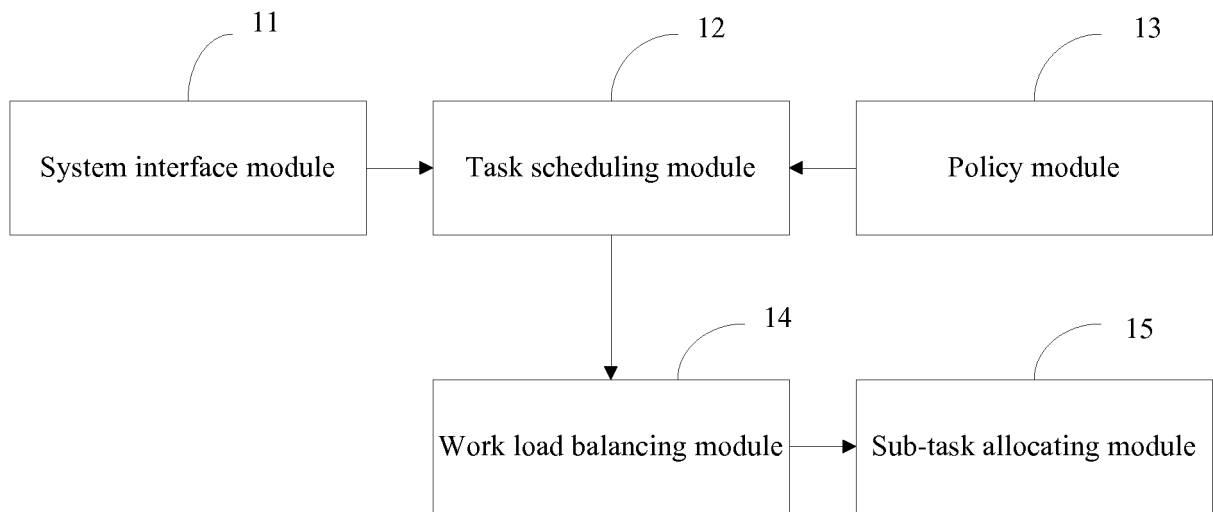 11
12
13
System interface module
Task scheduling module
Policy module
14
15
Work load balancing module
Sub-task allocating module